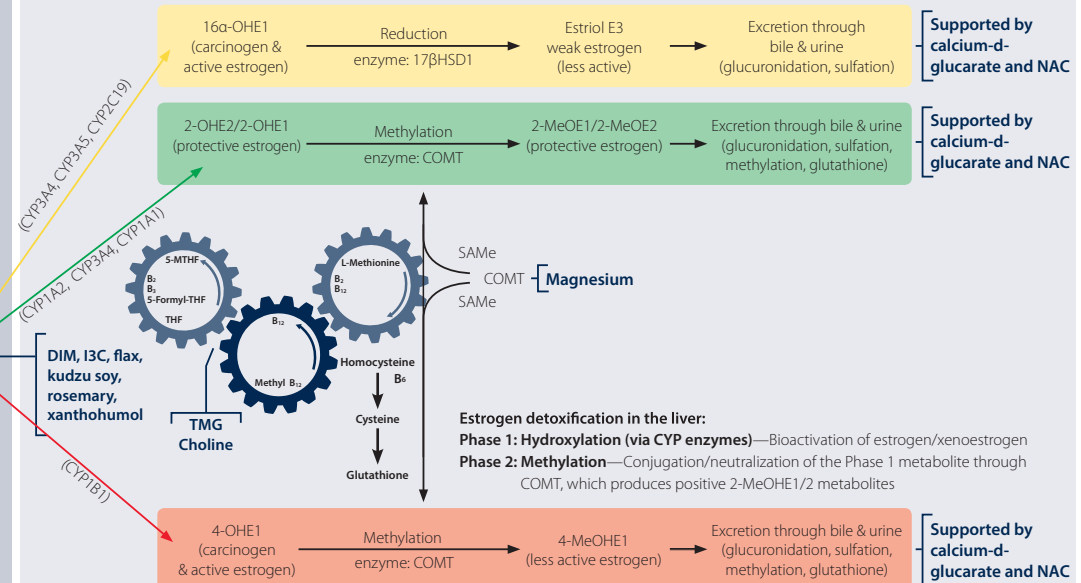 16α-OHE1
(carcinogen &
active estrogen)
Reduction
enzyme: 17βHSD1
Estriol E3
weak estrogen
(less active)
Excretion through
bile & urine
(glucuronidation, sulfation)
Supported by
calcium-d-
glucarate and NAC
(CYP3A4, CYP3A5, CYP2C19)
2-OHE2/2-OHE1
(protective estrogen)
Methylation
enzyme: COMT
2-MeOE1/2-MeOE2
(protective estrogen)
Excretion through bile & urine
(glucuronidation, sulfation,
methylation, glutathione)
Supported by
calcium-d-
glucarate and NAC
(CYP1A2, CYP3A4, CYP1A1)
5-MTHF
B₂
B₃
5-Formyl-THF
THF
L-Methionine
B₂
B₁₂
B₁₂
Methyl B₁₂
SAMe
COMT
SAMe
Magnesium
Homocysteine
B₆
Cysteine
Glutathione
DIM, I3C, flax,
kudzu soy,
rosemary,
xanthohumol
TMG
Choline
Estrogen detoxification in the liver:
Phase 1: Hydroxylation (via CYP enzymes)—Bioactivation of estrogen/xenoestrogen
Phase 2: Methylation—Conjugation/neutralization of the Phase 1 metabolite through
COMT, which produces positive 2-MeOHE1/2 metabolites
(CYP1B1)
4-OHE1
(carcinogen
& active estrogen)
Methylation
enzyme: COMT
4-MeOHE1
(less active estrogen)
Excretion through bile & urine
(glucuronidation, sulfation,
methylation, glutathione)
Supported by
calcium-d-
glucarate and NAC